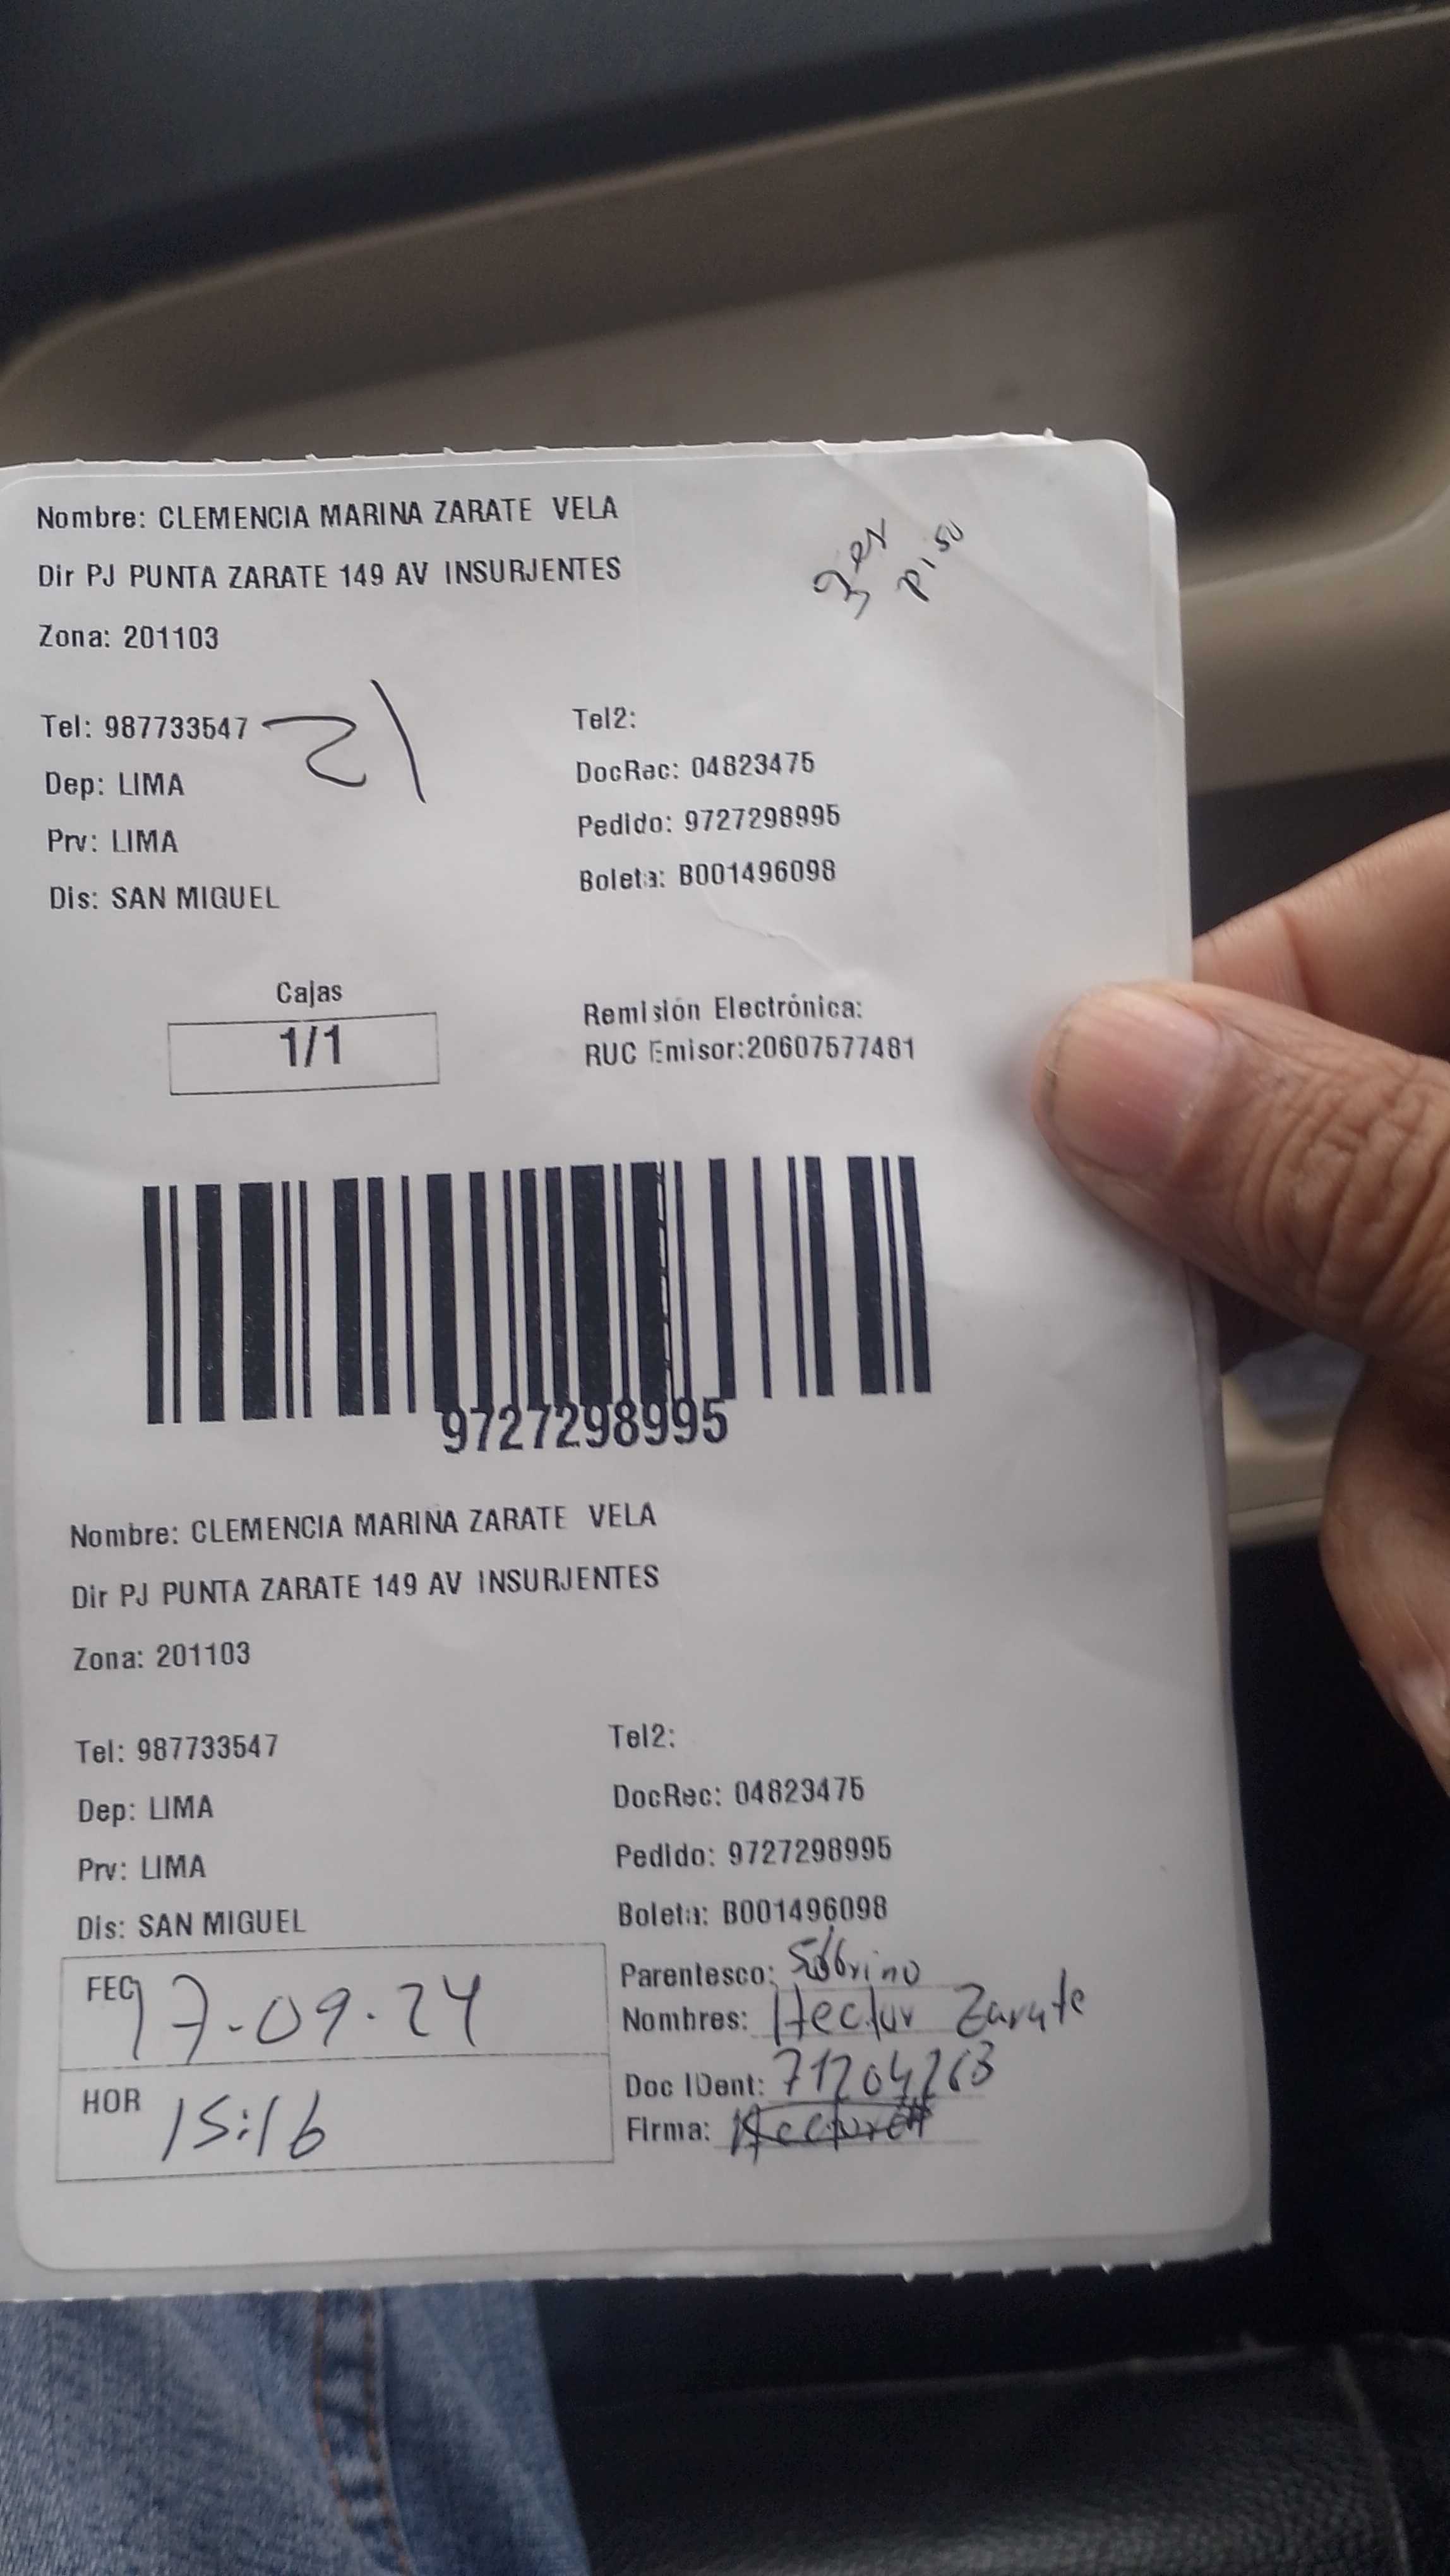 Nombre: CLEMENCIA MARINA ZARATE VELA
3er piso
Dir PJ PUNTA ZARATE 149 AV INSURJENTES
Zona: 201103
Tel: 987733547
21
Tel2:
Dep: LIMA
DocRec: 04823475
Prv: LIMA
Pedido: 9727298995
Dis: SAN MIGUEL
Boleta: B001496098
Cajas
1/1
Remisión Electrónica:
RUC Emisor:20607577481
9727298995
Nombre: CLEMENCIA MARINA ZARATE VELA
Dir PJ PUNTA ZARATE 149 AV INSURJENTES
Zona: 201103
Tel: 987733547
Tel2:
Dep: LIMA
DocRec: 04823475
Prv: LIMA
Pedido: 9727298995
Dis: SAN MIGUEL
Boleta: B001496098
FEC 17-09-24
HOR 15:16
Parentesco: Sobrino
Nombres: Hector Zarate
Doc IDent: 71204263
Firma: